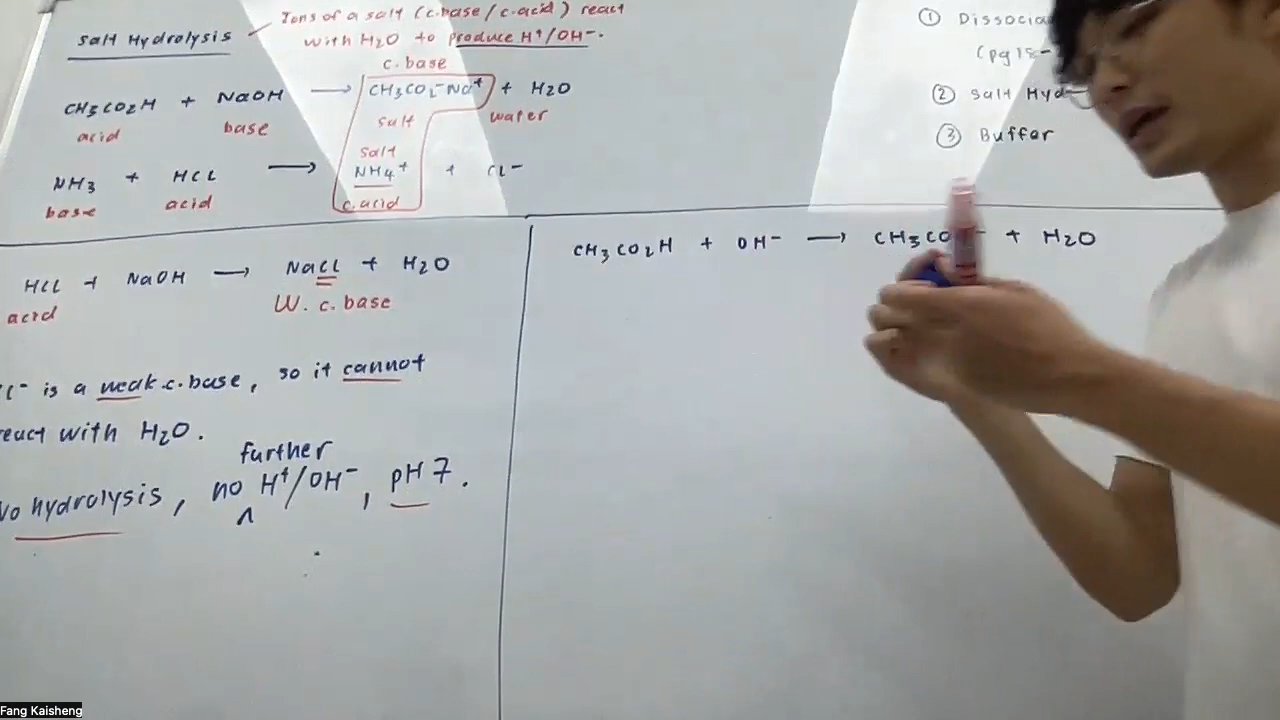 Salt Hydrolysis
Ions of a salt (c.base/c.acid) react
with H2O to produce H+/OH-.
c.base
CH3CO2H + NaOH → CH3CO2-Na+ + H2O
acid base salt water
salt
NH3 + HCl → NH4+ + Cl-
base acid c.acid
① Dissocia
(pg 18-
② Salt Hyd
③ Buffer
HCl + NaOH → NaCl + H2O
acid W. c. base
Cl- is a weak c.base, so it cannot
react with H2O.
further
No hydrolysis, no ^ H+/OH-, pH 7.
CH3CO2H + OH- → CH3CO - + H2O
Fang Kaisheng